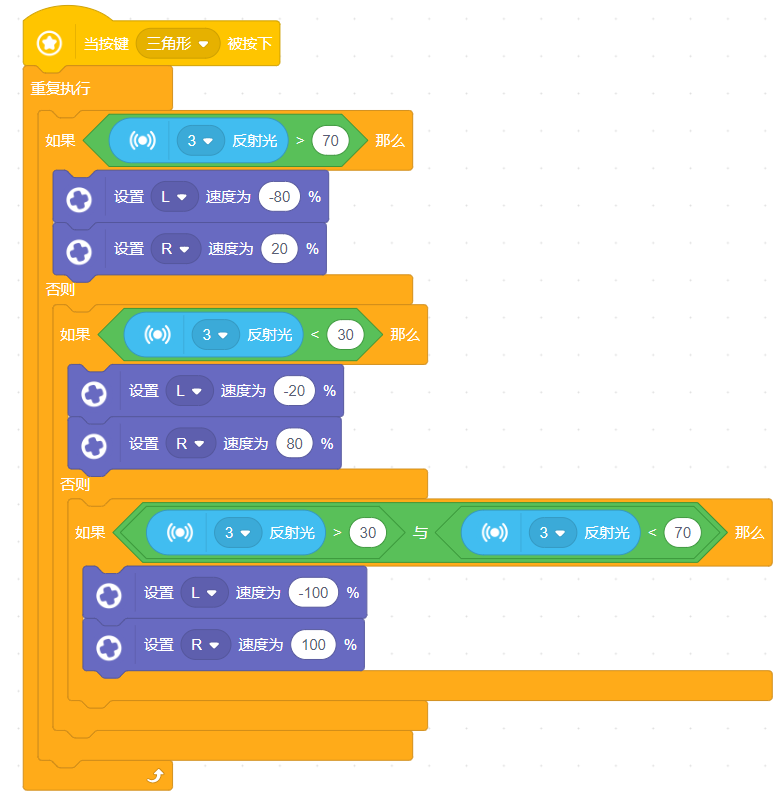 当按键 三角形 被按下
重复执行
如果 3 反射光 > 70 那么
设置 L 速度为 -80 %
设置 R 速度为 20 %
否则
如果 3 反射光 < 30 那么
设置 L 速度为 -20 %
设置 R 速度为 80 %
否则
如果 3 反射光 > 30 与 3 反射光 < 70 那么
设置 L 速度为 -100 %
设置 R 速度为 100 %